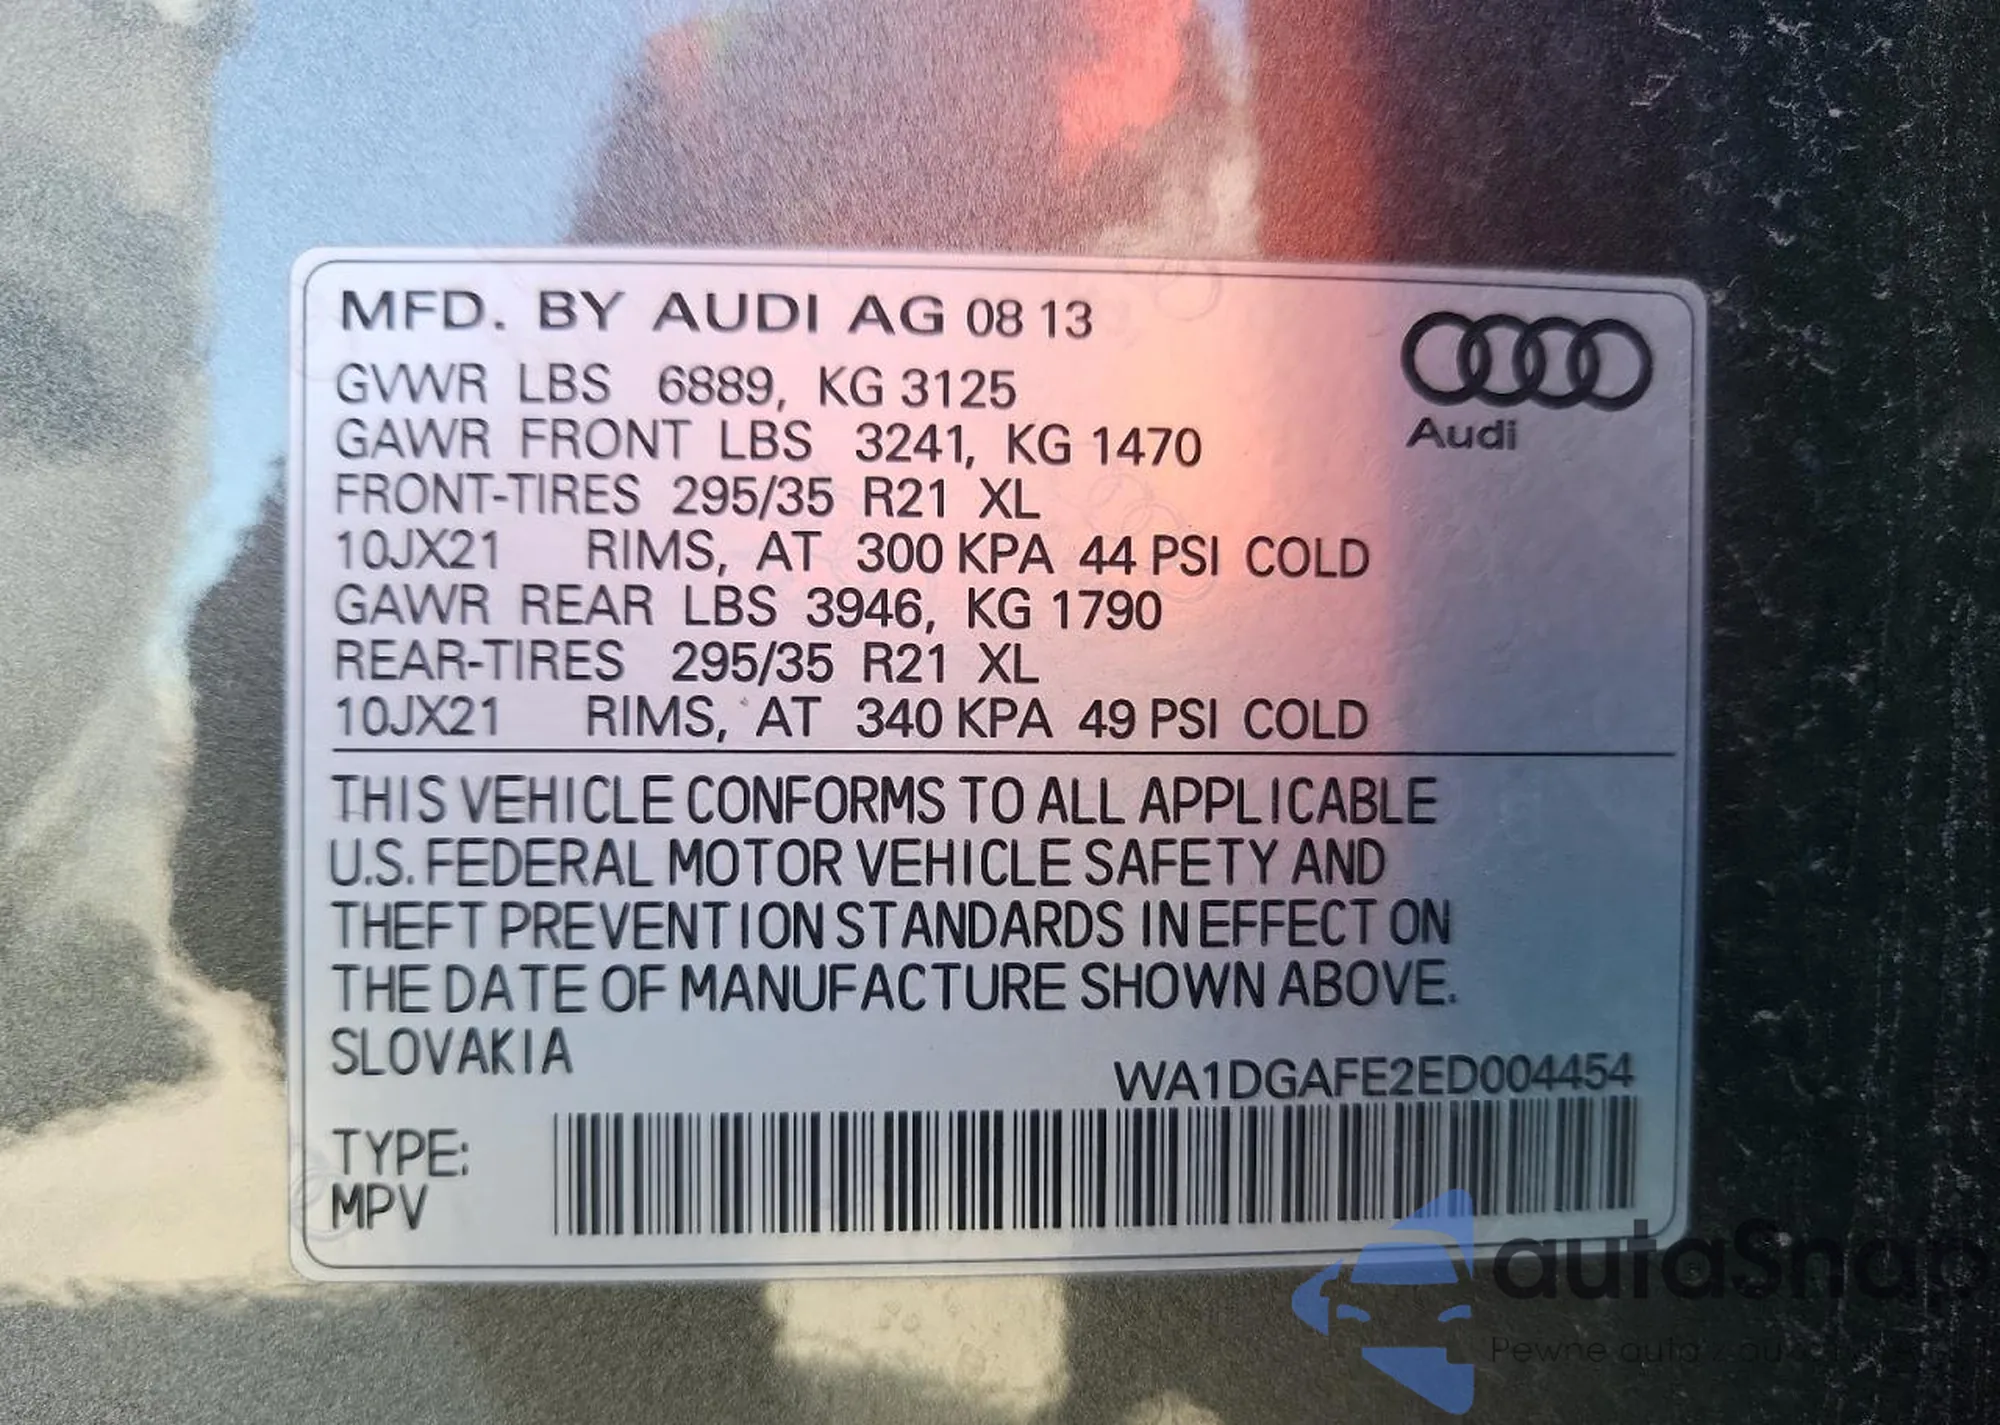 MFD. BY AUDI AG 08 13
GVWR LBS 6889, KG 3125
GAWR FRONT LBS 3241, KG 1470
FRONT-TIRES 295/35 R21 XL
10JX21 RIMS, AT 300 KPA 44 PSI COLD
GAWR REAR LBS 3946, KG 1790
REAR-TIRES 295/35 R21 XL
10JX21 RIMS, AT 340 KPA 49 PSI COLD
Audi
THIS VEHICLE CONFORMS TO ALL APPLICABLE
U.S. FEDERAL MOTOR VEHICLE SAFETY AND
THEFT PREVENTION STANDARDS IN EFFECT ON
THE DATE OF MANUFACTURE SHOWN ABOVE.
SLOVAKIA
WA1DGAFE2ED004454
TYPE:
MPV
autaSnap
Pewne auta z